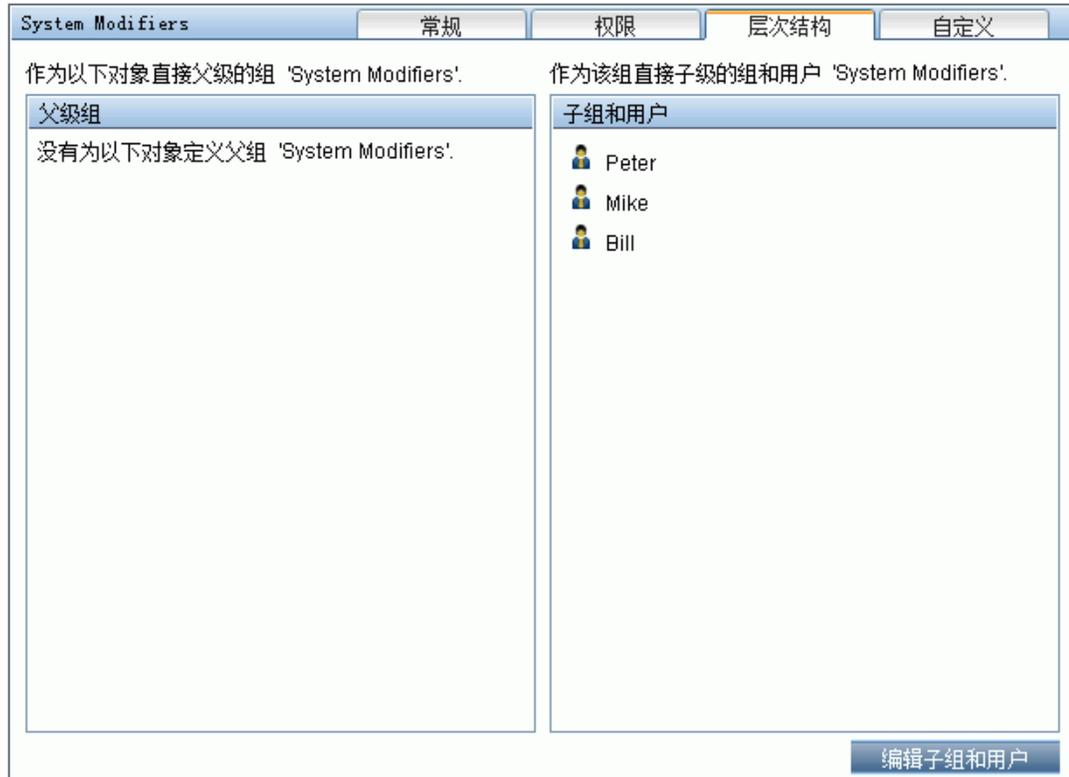 System Modifiers 常规 权限 层次结构 自定义
作为以下对象直接父级的组 'System Modifiers'.
父级组
没有为以下对象定义父组 'System Modifiers'.
作为该组直接子级的组和用户 'System Modifiers'.
子组和用户
Peter
Mike
Bill
编辑子组和用户